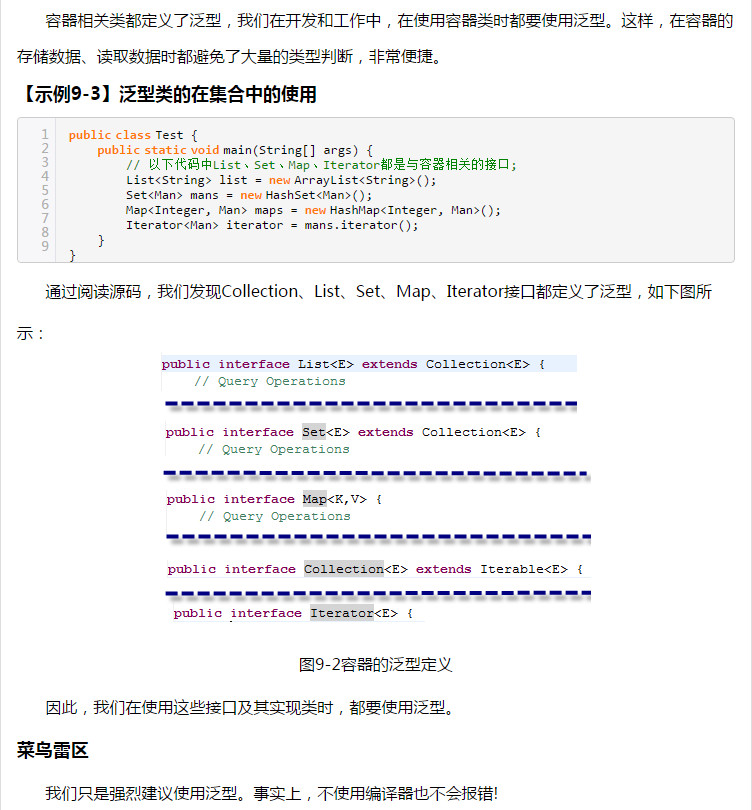 容器相关类都定义了泛型，我们在开发和工作中，在使用容器类时都要使用泛型。这样，在容器的
存储数据、读取数据时都避免了大量的类型判断，非常便捷。
【示例9-3】泛型类的在集合中的使用
1 public class Test {
2     public static void main(String[] args) {
3         // 以下代码中List、Set、Map、Iterator都是与容器相关的接口;
4         List<String> list = new ArrayList<String>();
5         Set<Man> mans = new HashSet<Man>();
6         Map<Integer, Man> maps = new HashMap<Integer, Man>();
7         Iterator<Man> iterator = mans.iterator();
8     }
9 }
通过阅读源码，我们发现Collection、List、Set、Map、Iterator接口都定义了泛型，如下图所
示：
public interface List<E> extends Collection<E> {
// Query Operations
public interface Set<E> extends Collection<E> {
// Query Operations
public interface Map<K,V> {
// Query Operations
public interface Collection<E> extends Iterable<E> {
public interface Iterator<E> {
图9-2容器的泛型定义
因此，我们在使用这些接口及其实现类时，都要使用泛型。
菜鸟雷区
我们只是强烈建议使用泛型。事实上，不使用编译器也不会报错!